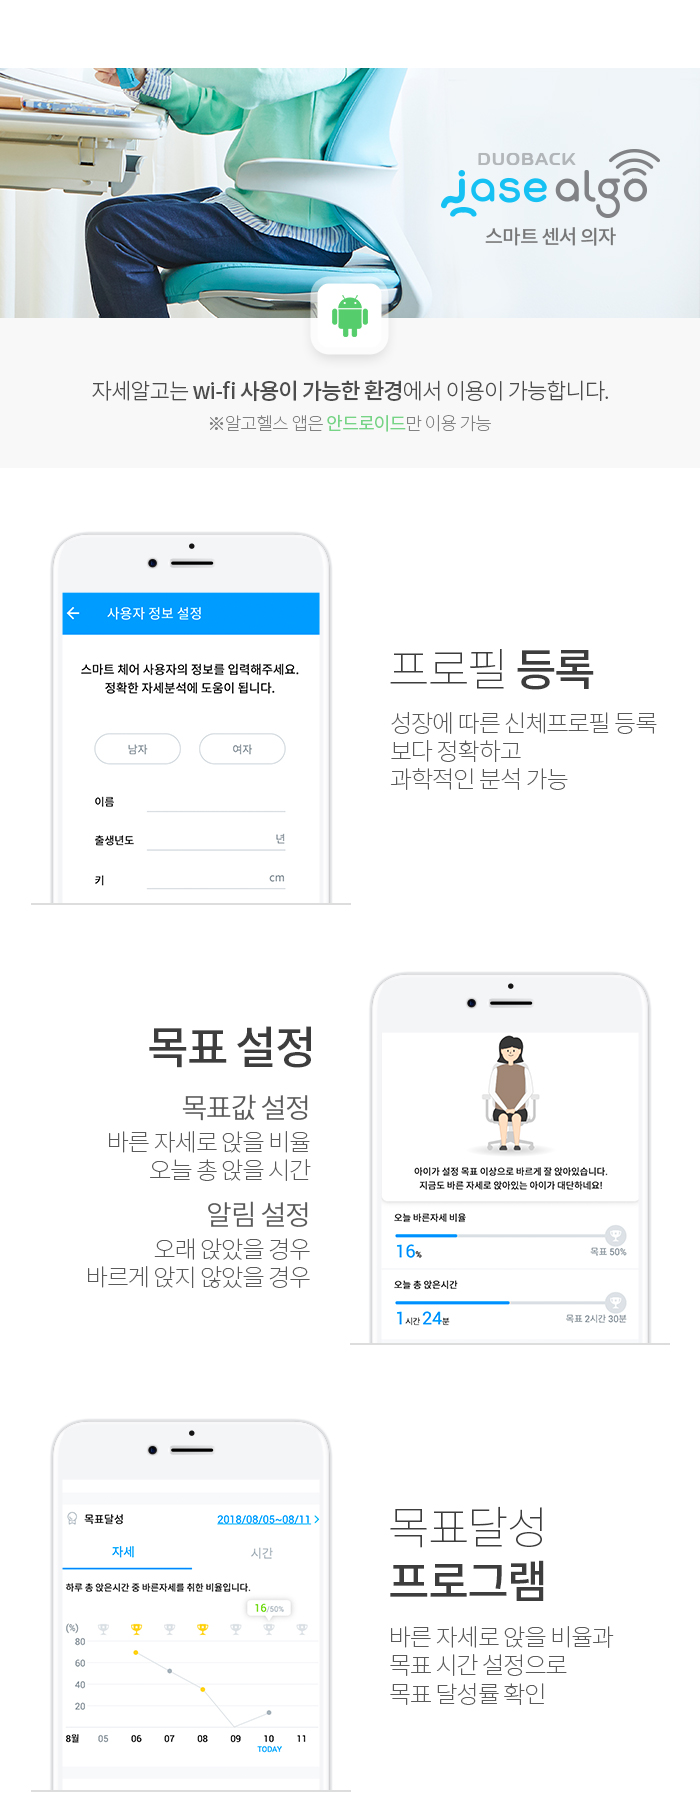 DUOBACK
jase algo
스마트 센서 의자
자세알고는 wi-fi 사용이 가능한 환경에서 이용이 가능합니다.
※알고헬스 앱은 안드로이드만 이용 가능
사용자 정보 설정
스마트 체어 사용자의 정보를 입력해주세요.
정확한 자세분석에 도움이 됩니다.
남자 여자
이름
출생년도 년
키 cm
프로필 등록
성장에 따른 신체프로필 등록
보다 정확하고
과학적인 분석 가능
목표 설정
목표값 설정
바른 자세로 앉을 비율
오늘 총 앉을 시간
알림 설정
오래 앉았을 경우
바르게 앉지 않았을 경우
아이가 설정 목표 이상으로 바르게 잘 앉아있습니다.
지금도 바른 자세로 앉아있는 아이가 대단하네요!
오늘 바른자세 비율
16% 목표 50%
오늘 총 앉은시간
1시간 24분 목표 2시간 30분
목표달성 2018/08/05~08/11 >
자세 시간
하루 총 앉은시간 중 바른자세를 취한 비율입니다.
16/50%
(%)
80
60
40
20
8월 05 06 07 08 09 10 11
TODAY
목표달성
프로그램
바른 자세로 앉을 비율과
목표 시간 설정으로
목표 달성률 확인